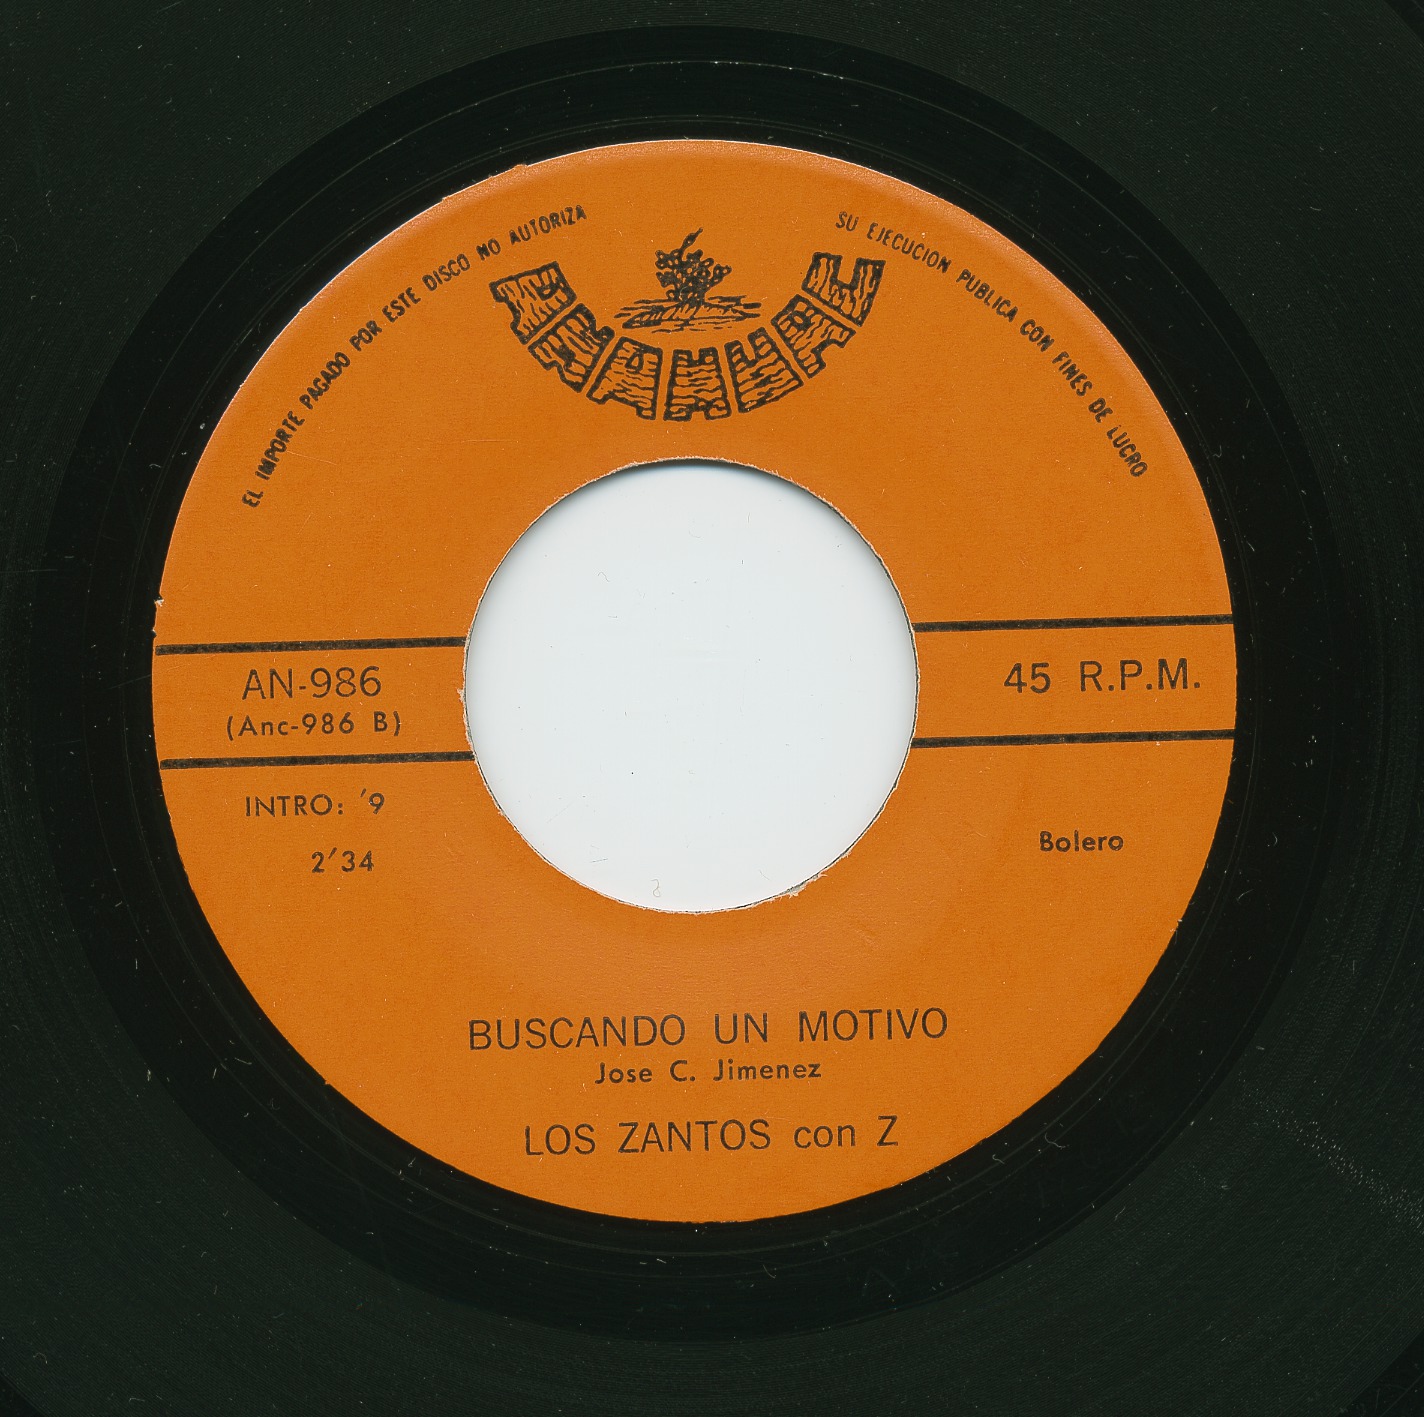 EL IMPORTE PAGADO POR ESTE DISCO NO AUTORIZA
SU EJECUCION PUBLICA CON FINES DE LUCRO
AN-986
(Anc-986 B)
45 R.P.M.
INTRO: '9
2'34
Bolero
BUSCANDO UN MOTIVO
Jose C. Jimenez
LOS ZANTOS con Z